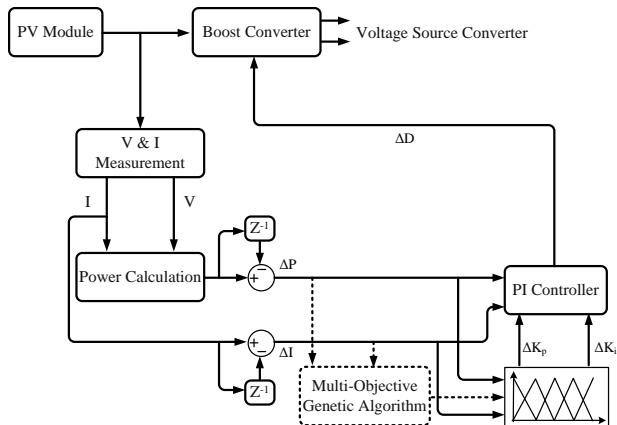 PV Module
Boost Converter
Voltage Source Converter
V & I
Measurement
ΔD
I
V
Z-1
Power Calculation
ΔP
+
−
PI Controller
ΔI
+
−
Z-1
ΔKp
ΔKi
Multi-Objective
Genetic Algorithm